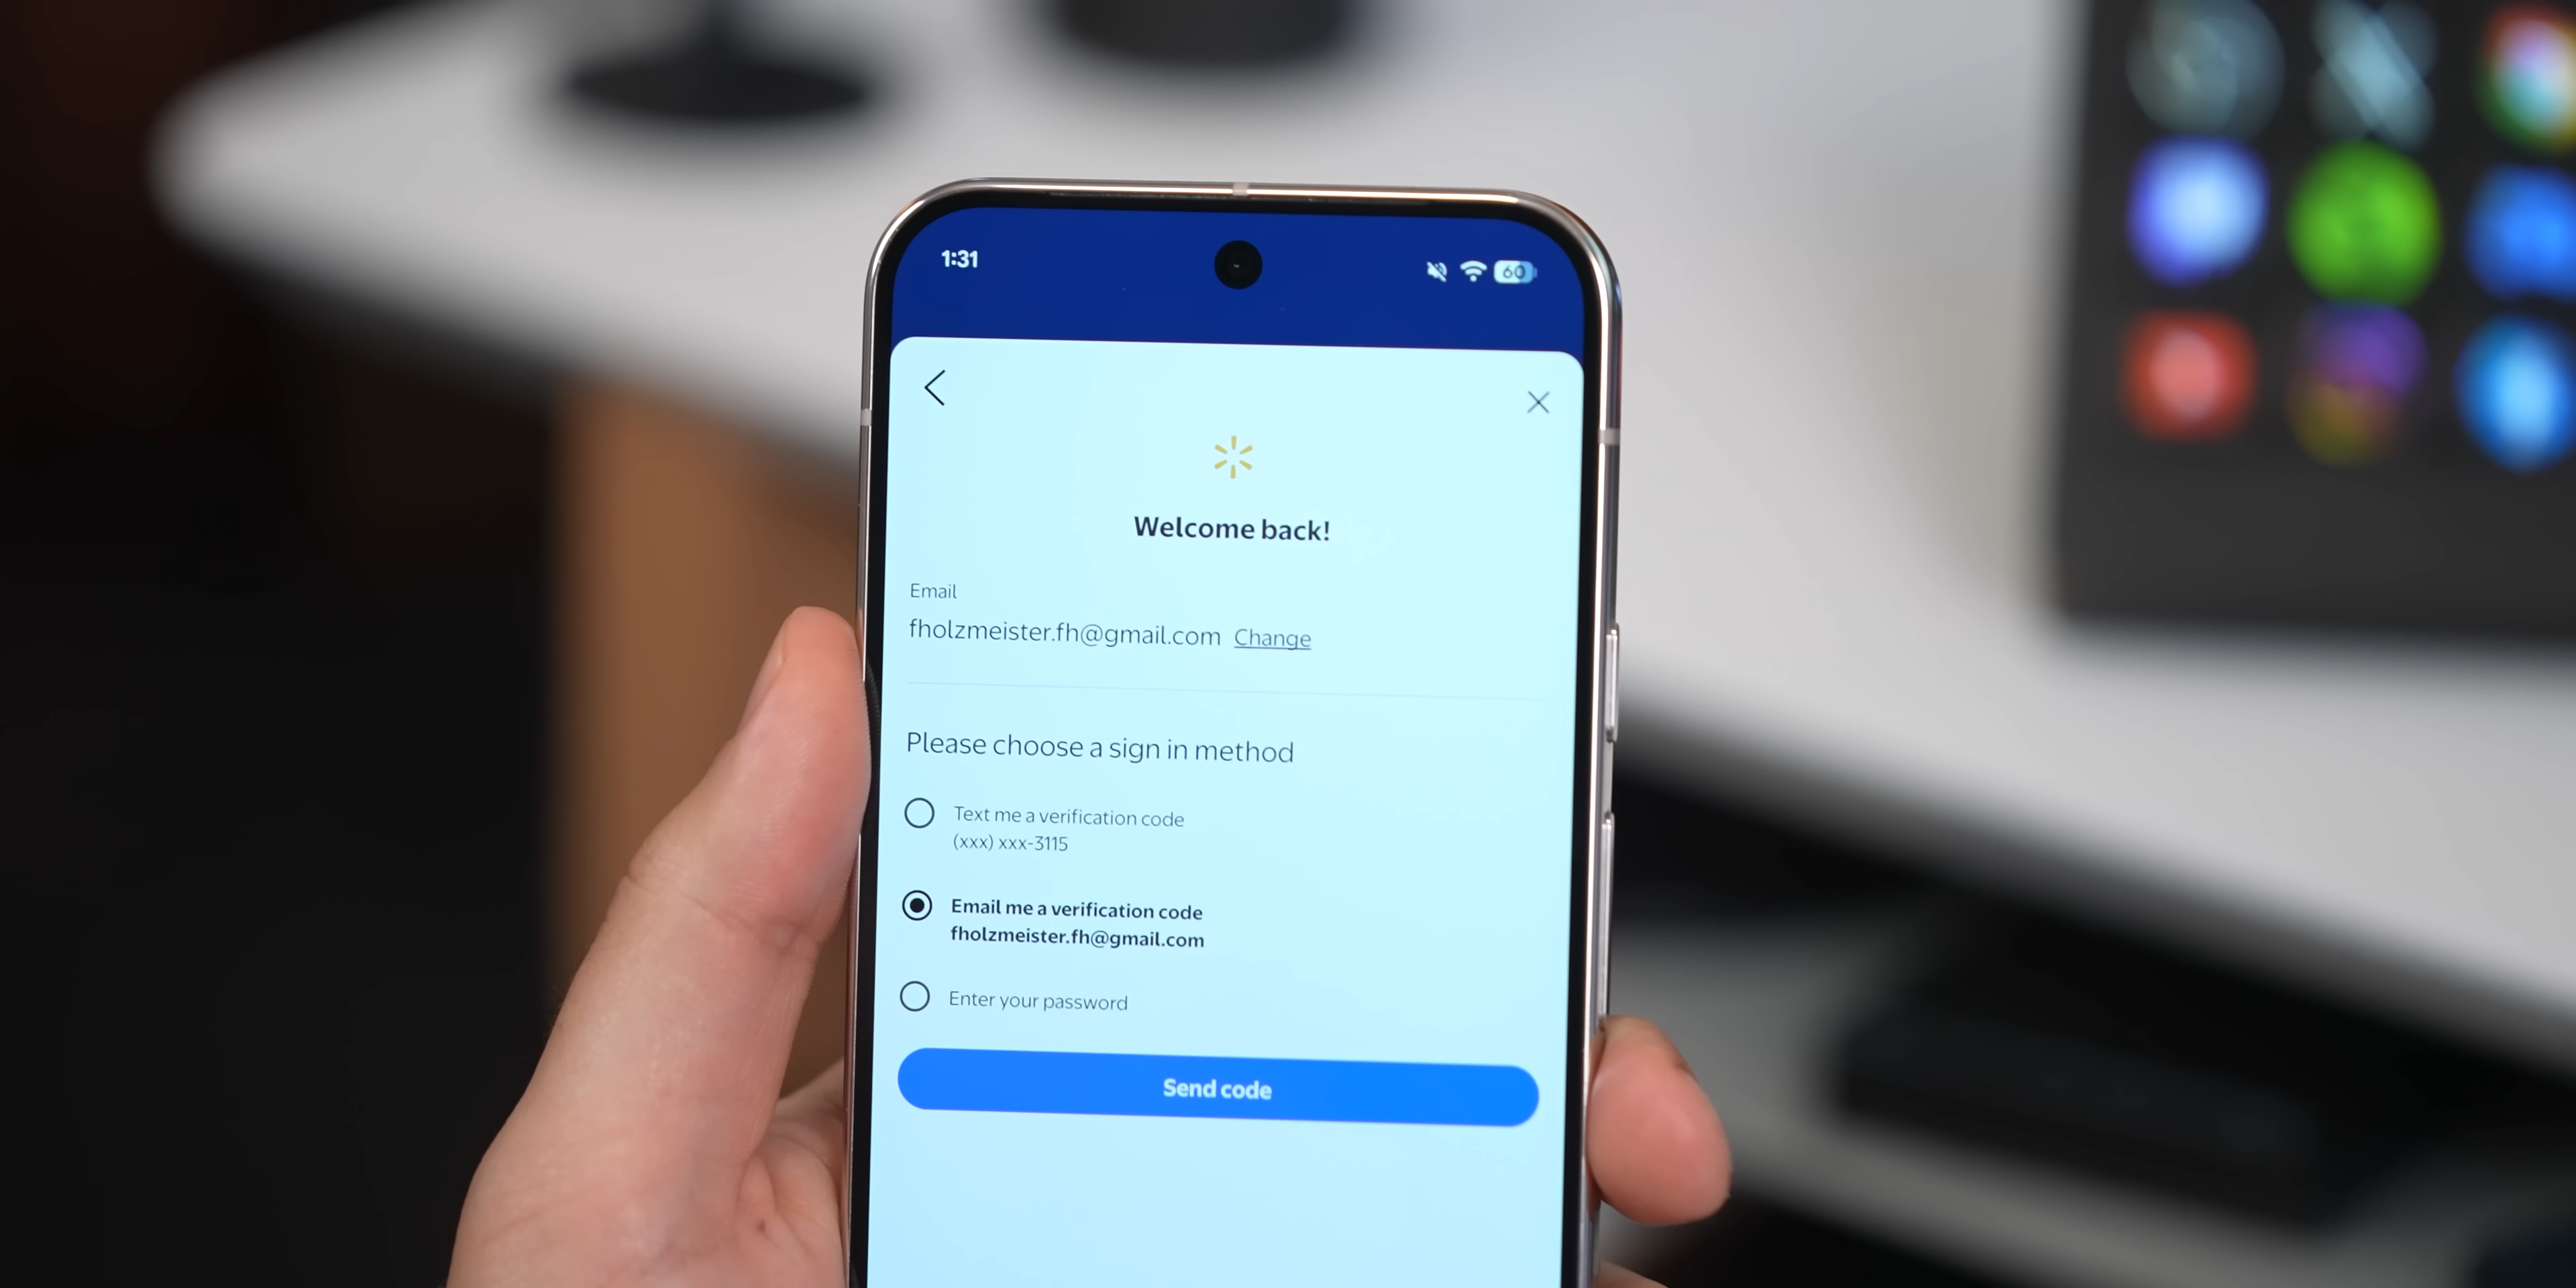 1:31
60
Welcome back!
Email
fholzmeister.fh@gmail.com Change
Please choose a sign in method
Text me a verification code
(xxx) xxx-3115
Email me a verification code
fholzmeister.fh@gmail.com
Enter your password
Send code